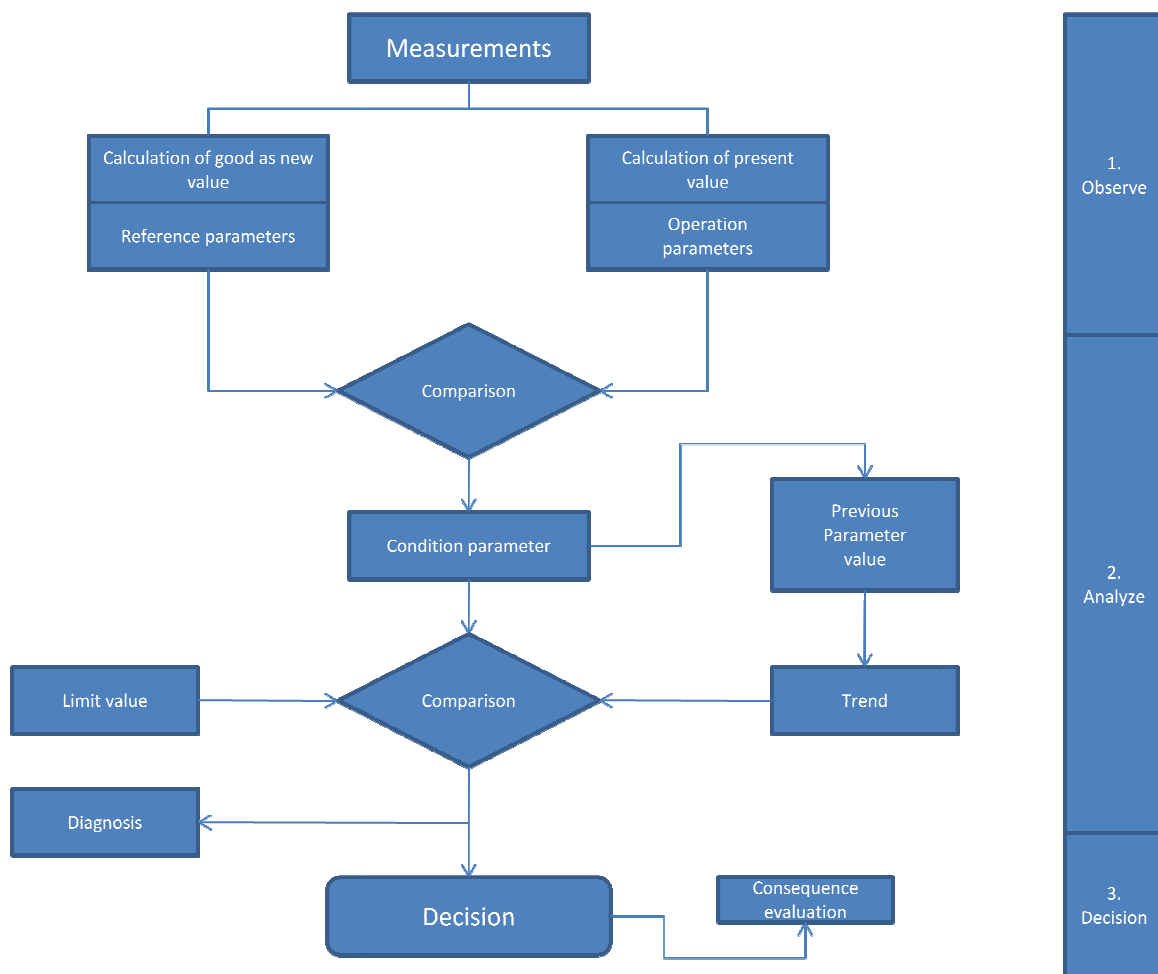 Measurements
Calculation of good as new
value
Reference parameters
Calculation of present
value
Operation
parameters
1.
Observe
Comparison
Condition parameter
Previous
Parameter
value
2.
Analyze
Limit value
Comparison
Trend
Diagnosis
Decision
Consequence
evaluation
3.
Decision